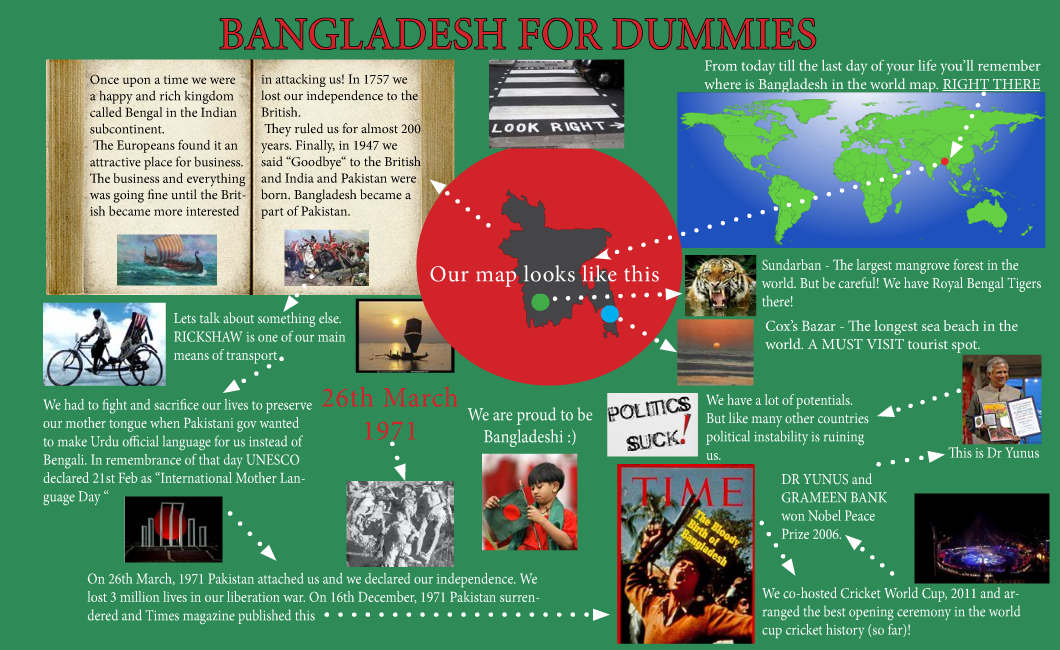 BANGLADESH FOR DUMMIES
Once upon a time we were
a happy and rich kingdom
called Bengal in the Indian
subcontinent.
The Europeans found it an
attractive place for business.
The business and everything
was going fine until the Brit-
ish became more interested
in attacking us! In 1757 we
lost our independence to the
British.
They ruled us for almost 200
years. Finally, in 1947 we
said “Goodbye“ to the British
and India and Pakistan were
born. Bangladesh became a
part of Pakistan.
LOOK RIGHT→
From today till the last day of your life you’ll remember
where is Bangladesh in the world map. RIGHT THERE
Our map looks like this
Sundarban - The largest mangrove forest in the
world. But be careful! We have Royal Bengal Tigers
there!
Cox’s Bazar - The longest sea beach in the
world. A MUST VISIT tourist spot.
Lets talk about something else.
RICKSHAW is one of our main
means of transport.
We had to fight and sacrifice our lives to preserve
our mother tongue when Pakistani gov wanted
to make Urdu official language for us instead of
Bengali. In remembrance of that day UNESCO
declared 21st Feb as “International Mother Lan-
guage Day “
26th March
1971
We are proud to be
Bangladeshi :)
POLITICS
SUCK!
We have a lot of potentials.
But like many other countries
political instability is ruining
us.
This is Dr Yunus
DR YUNUS and
GRAMEEN BANK
won Nobel Peace
Prize 2006.
TIME
The Bloody
Birth of
Bangladesh
On 26th March, 1971 Pakistan attached us and we declared our independence. We
lost 3 million lives in our liberation war. On 16th December, 1971 Pakistan surren-
dered and Times magazine published this
We co-hosted Cricket World Cup, 2011 and ar-
ranged the best opening ceremony in the world
cup cricket history (so far)!